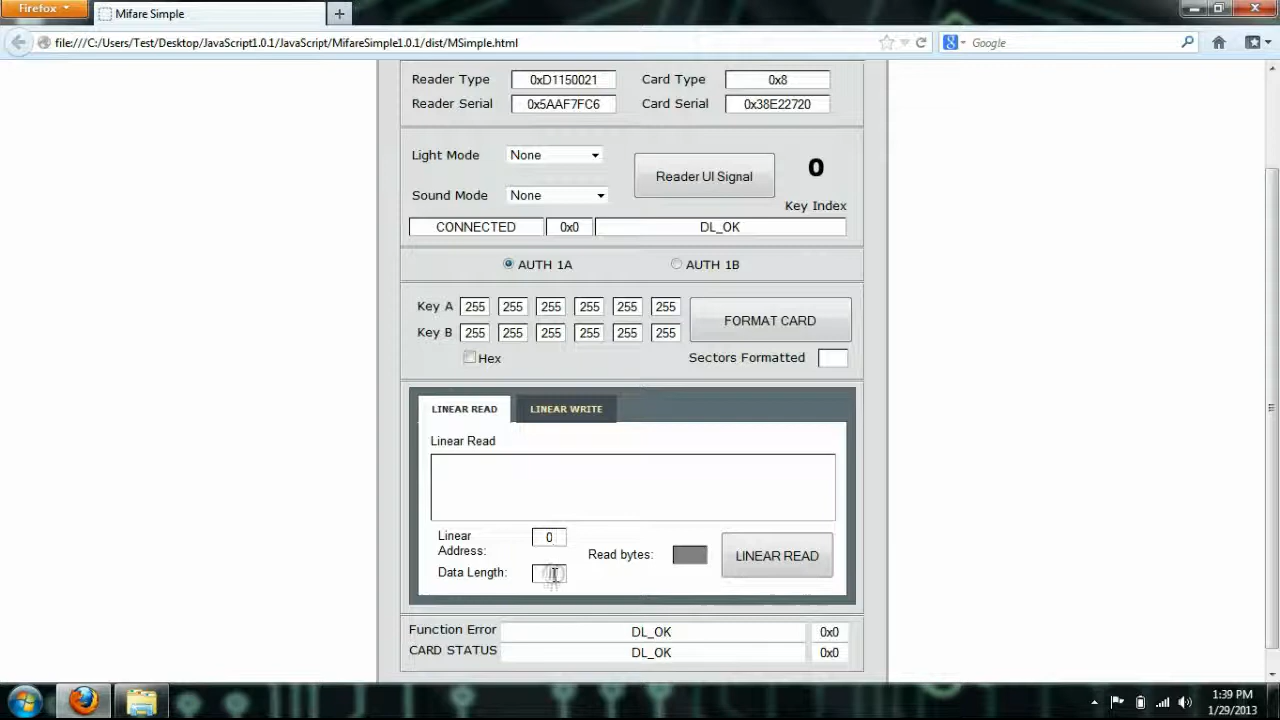 Firefox
Mifare Simple
file:///C:/Users/Test/Desktop/JavaScript1.0.1/JavaScript/MifareSimple1.0.1/dist/MSimple.html
Google
Reader Type 0xD1150021 Card Type 0x8
Reader Serial 0x5AAF7FC6 Card Serial 0x38E22720
Light Mode None
Reader UI Signal
0
Sound Mode None
Key Index
CONNECTED 0x0 DL_OK
AUTH 1A AUTH 1B
Key A 255 255 255 255 255 255
FORMAT CARD
Key B 255 255 255 255 255 255
Hex
Sectors Formatted
LINEAR READ LINEAR WRITE
Linear Read
Linear
Address:
0
Read bytes:
LINEAR READ
Data Length:
Function Error DL_OK 0x0
CARD STATUS DL_OK 0x0
1:39 PM
1/29/2013